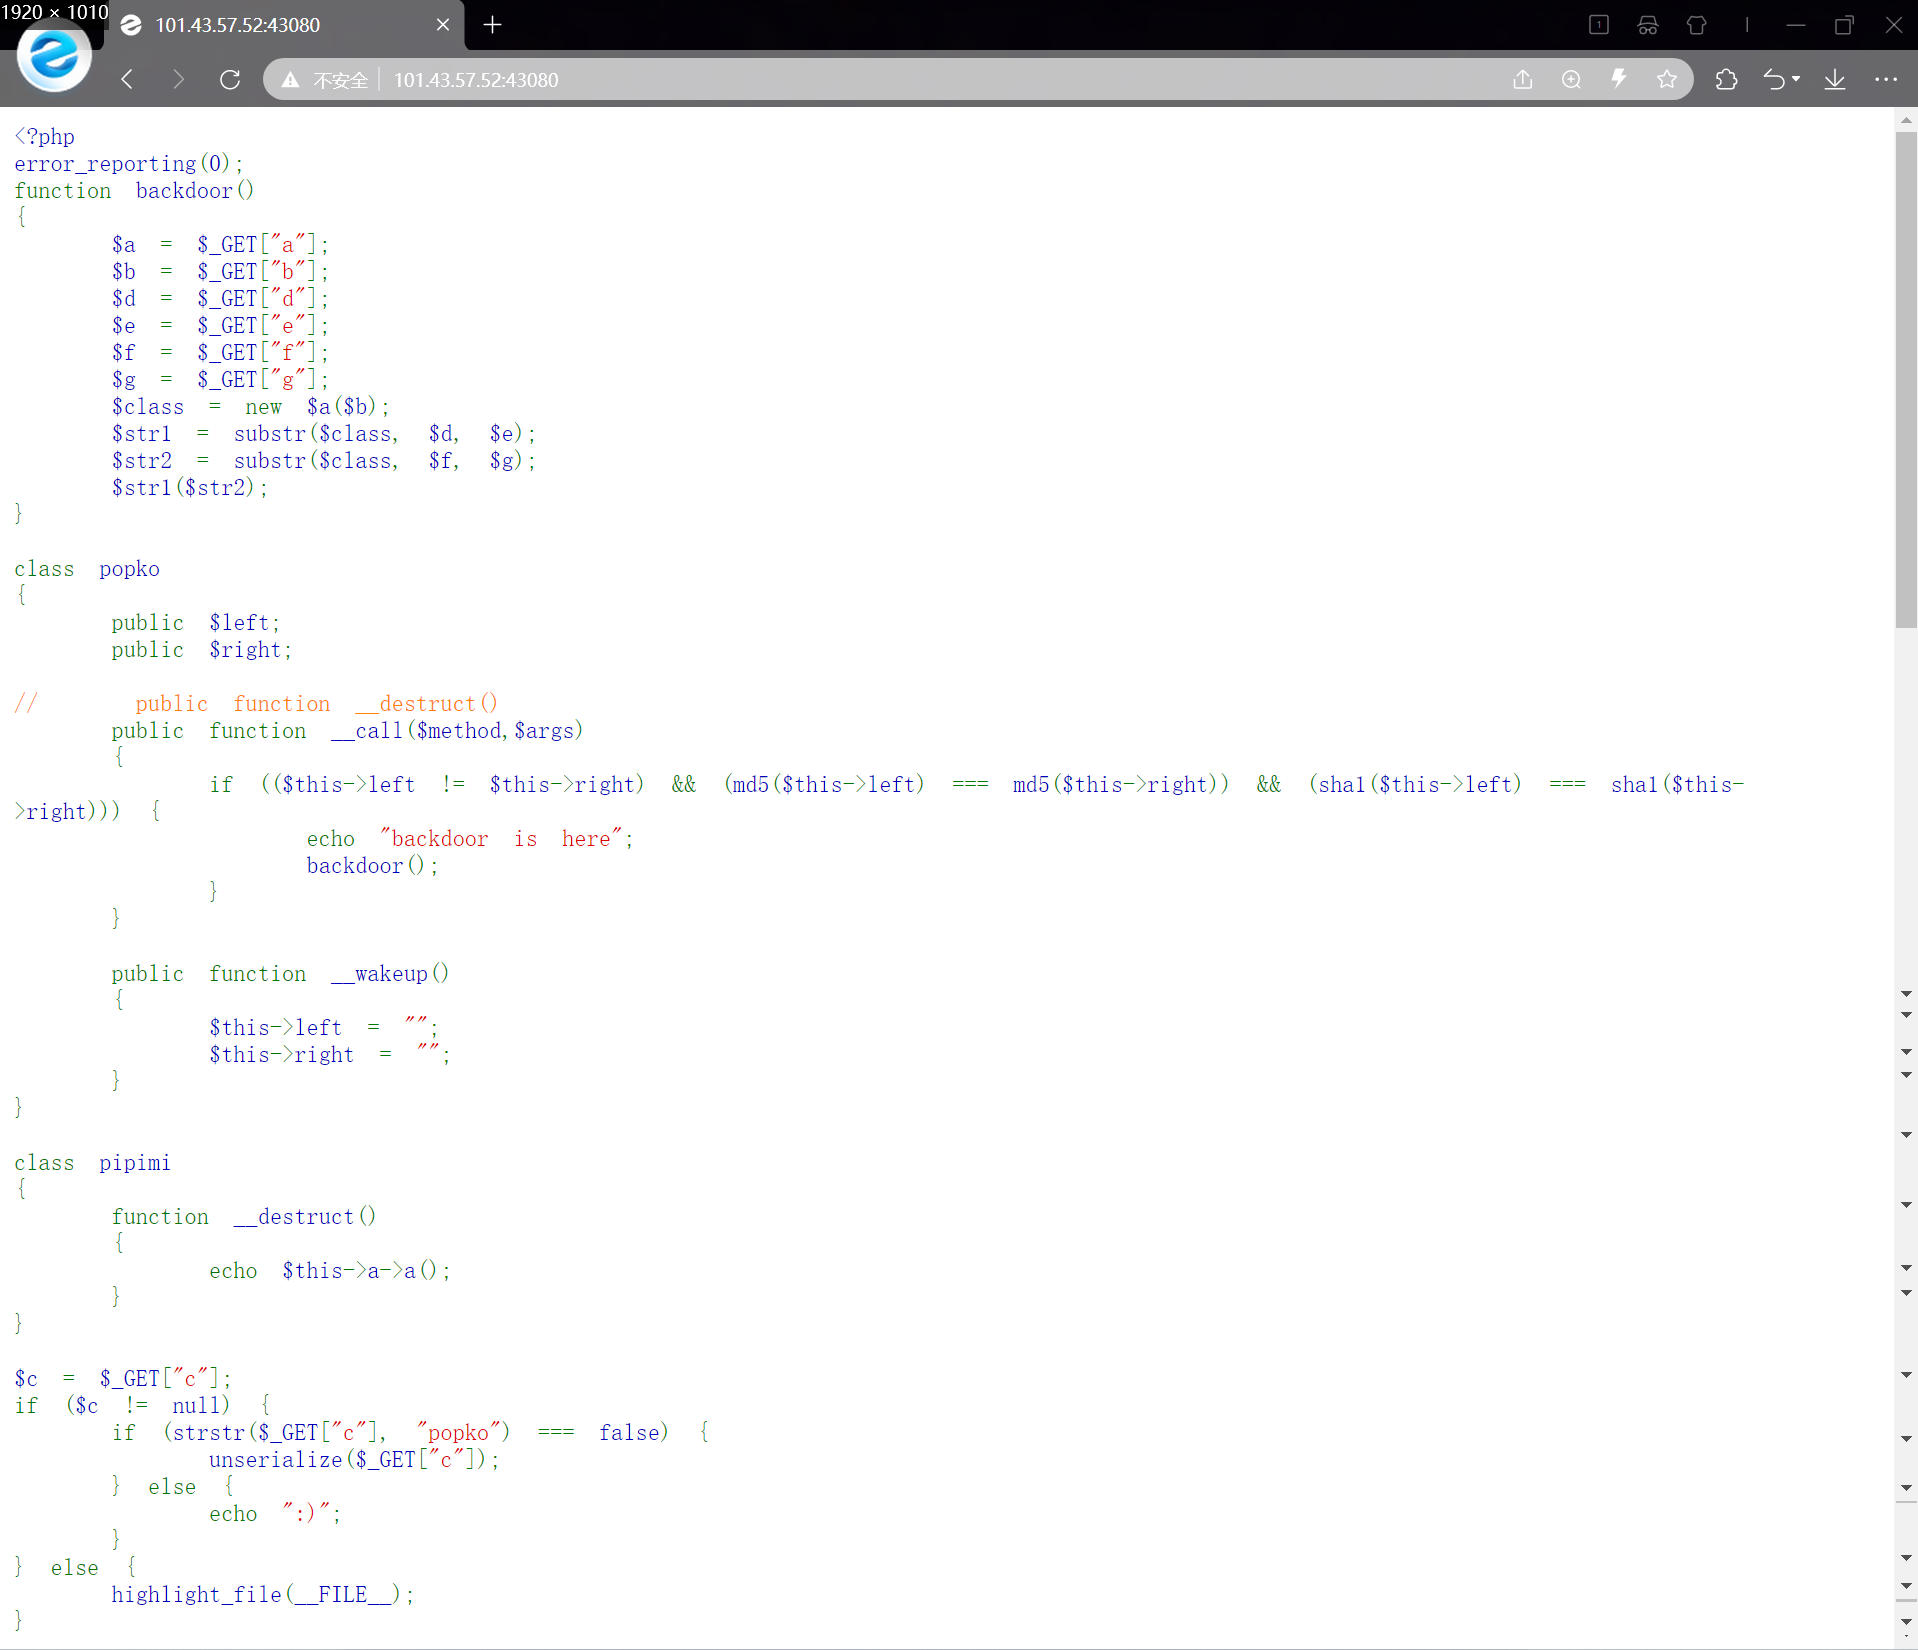 1920 × 1010
101.43.57.52:43080
1
不安全 101.43.57.52:43080
<?php
error_reporting(0);
function backdoor()
{
$a = $_GET["a"];
$b = $_GET["b"];
$d = $_GET["d"];
$e = $_GET["e"];
$f = $_GET["f"];
$g = $_GET["g"];
$class = new $a($b);
$str1 = substr($class, $d, $e);
$str2 = substr($class, $f, $g);
$str1($str2);
}
class popko
{
public $left;
public $right;
// public function __destruct()
public function __call($method,$args)
{
if (($this->left != $this->right) && (md5($this->left) === md5($this->right)) && (sha1($this->left) === sha1($this-
>right))) {
echo "backdoor is here";
backdoor();
}
}
public function __wakeup()
{
$this->left = "";
$this->right = "";
}
}
class pipimi
{
function __destruct()
{
echo $this->a->a();
}
}
$c = $_GET["c"];
if ($c != null) {
if (strstr($_GET["c"], "popko") === false) {
unserialize($_GET["c"]);
} else {
echo ":)";
}
} else {
highlight_file(__FILE__);
}